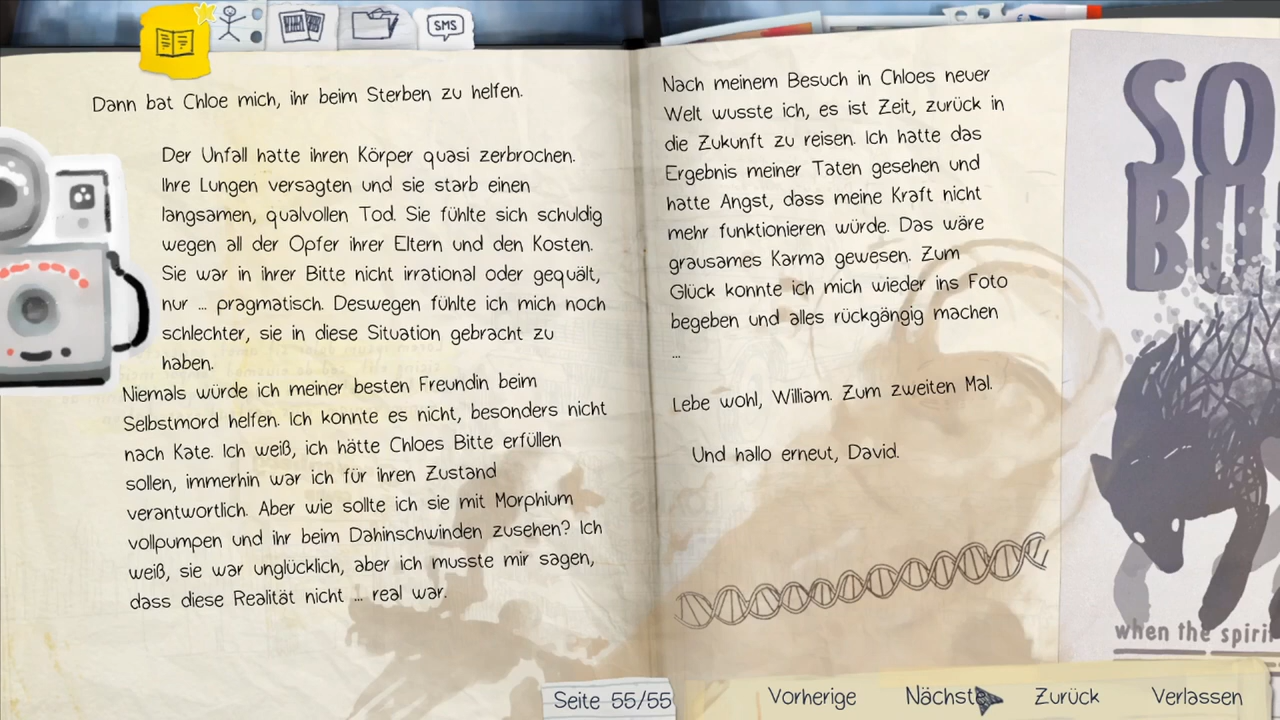 SMS
Dann bat Chloe mich, ihr beim Sterben zu helfen.
Der Unfall hatte ihren Körper quasi zerbrochen.
Ihre Lungen versagten und sie starb einen
langsamen, qualvollen Tod. Sie fühlte sich schuldig
wegen all der Opfer ihrer Eltern und den Kosten.
Sie war in ihrer Bitte nicht irrational oder gequält,
nur ... pragmatisch. Deswegen fühlte ich mich noch
schlechter, sie in diese Situation gebracht zu
haben.
Niemals würde ich meiner besten Freundin beim
Selbstmord helfen. Ich konnte es nicht, besonders nicht
nach Kate. Ich weiß, ich hätte Chloes Bitte erfüllen
sollen, immerhin war ich für ihren Zustand
verantwortlich. Aber wie sollte ich sie mit Morphium
vollpumpen und ihr beim Dahinschwinden zusehen? Ich
weiß, sie war unglücklich, aber ich musste mir sagen,
dass diese Realität nicht ... real war.
Nach meinem Besuch in Chloes neuer
Welt wusste ich, es ist Zeit, zurück in
die Zukunft zu reisen. Ich hatte das
Ergebnis meiner Taten gesehen und
hatte Angst, dass meine Kraft nicht
mehr funktionieren würde. Das wäre
grausames Karma gewesen. Zum
Glück konnte ich mich wieder ins Foto
begeben und alles rückgängig machen
...
Lebe wohl, William. Zum zweiten Mal.
Und hallo erneut, David.
SO
when the
Seite 55/55
Vorherige
Zurück
Verlassen